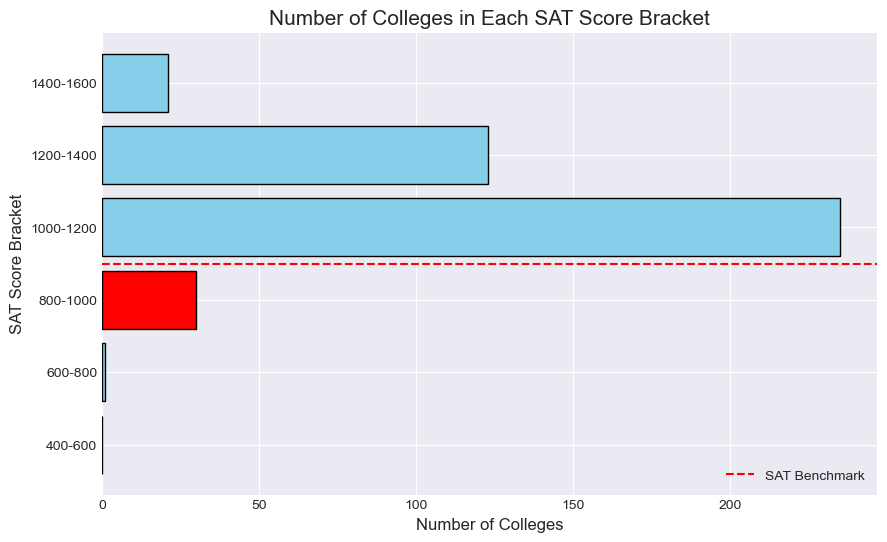 Number of Colleges in Each SAT Score Bracket
SAT Score Bracket
1400-1600
1200-1400
1000-1200
800-1000
600-800
400-600
SAT Benchmark
0 50 100 150 200
Number of Colleges